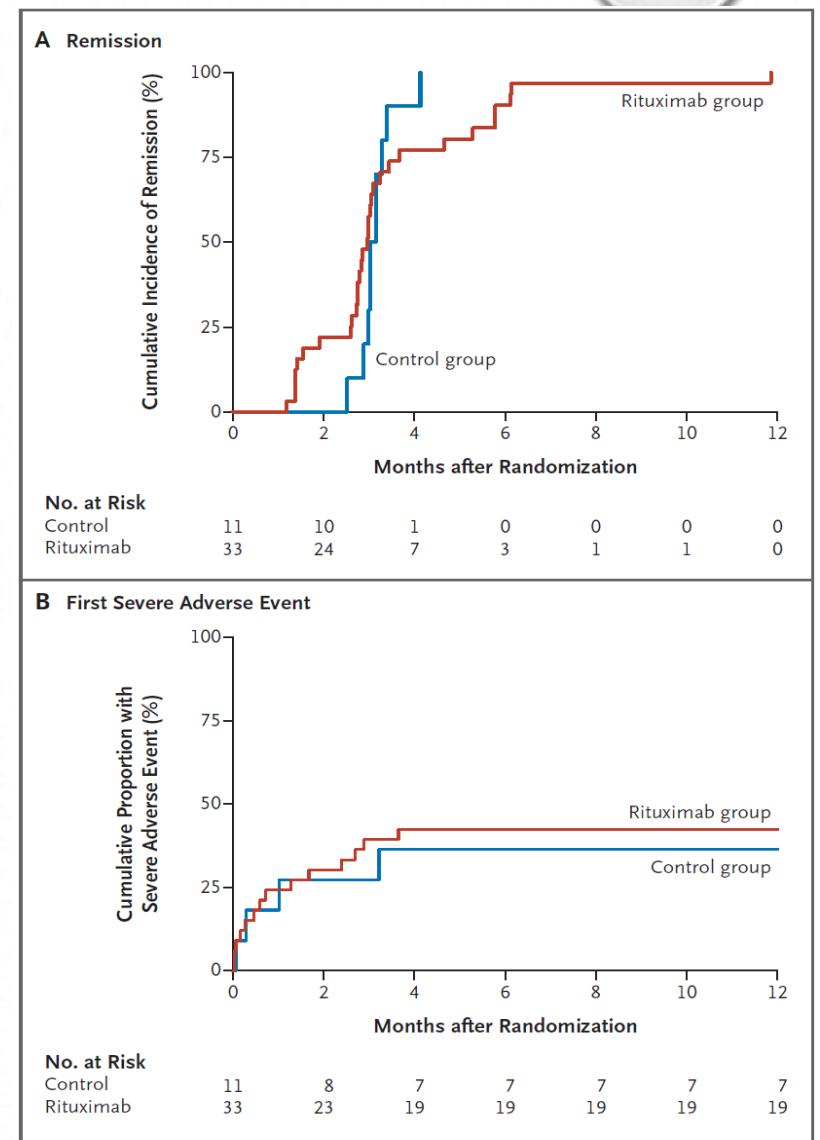 A Remission
Cumulative Incidence of Remission (%)
100
75
50
25
0
Rituximab group
Control group
0 2 4 6 8 10 12
Months after Randomization
No. at Risk
Control 11 10 1 0 0 0 0
Rituximab 33 24 7 3 1 1 0
B First Severe Adverse Event
Cumulative Proportion with
Severe Adverse Event (%)
100
75
50
25
0
Rituximab group
Control group
0 2 4 6 8 10 12
Months after Randomization
No. at Risk
Control 11 8 7 7 7 7 7
Rituximab 33 23 19 19 19 19 19